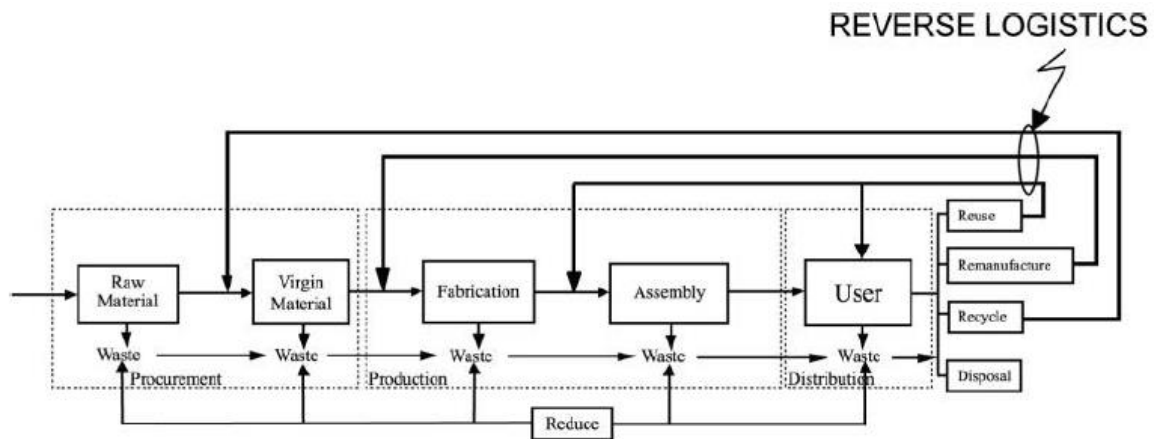 REVERSE LOGISTICS
Reuse
Remanufacture
Recycle
Disposal
Raw
Material
Virgin
Material
Fabrication
Assembly
User
Waste
Waste
Waste
Waste
Waste
Procurement
Production
Distribution
Reduce